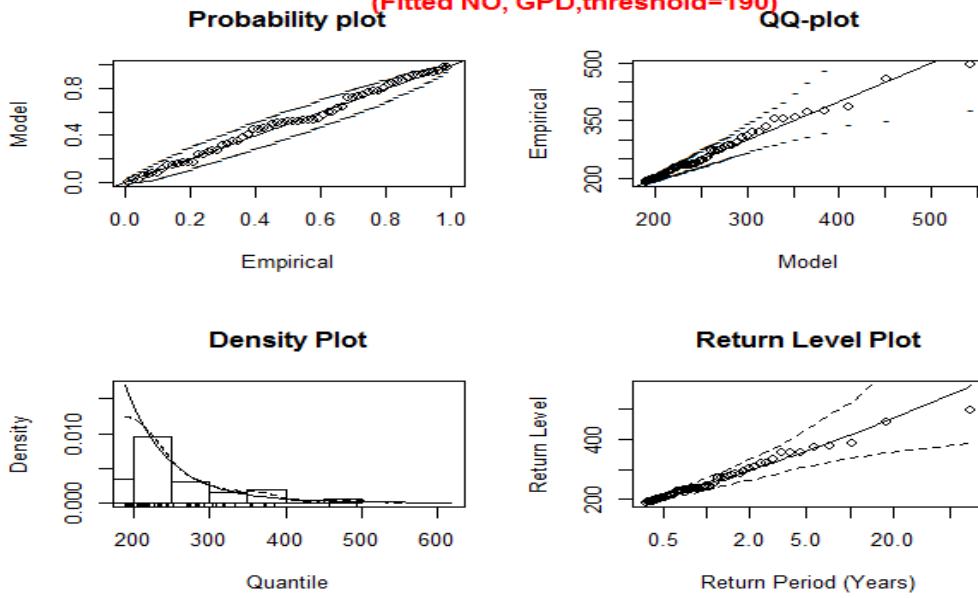 (Fitted NO, GPD,threshold=190)
Probability plot
Model
0.0 0.4 0.8
0.0 0.2 0.4 0.6 0.8 1.0
Empirical
QQ-plot
Empirical
200 350 500
200 300 400 500
Model
Density Plot
Density
0.000 0.010
200 300 400 500 600
Quantile
Return Level Plot
Return Level
200 400
0.5 2.0 5.0 20.0
Return Period (Years)